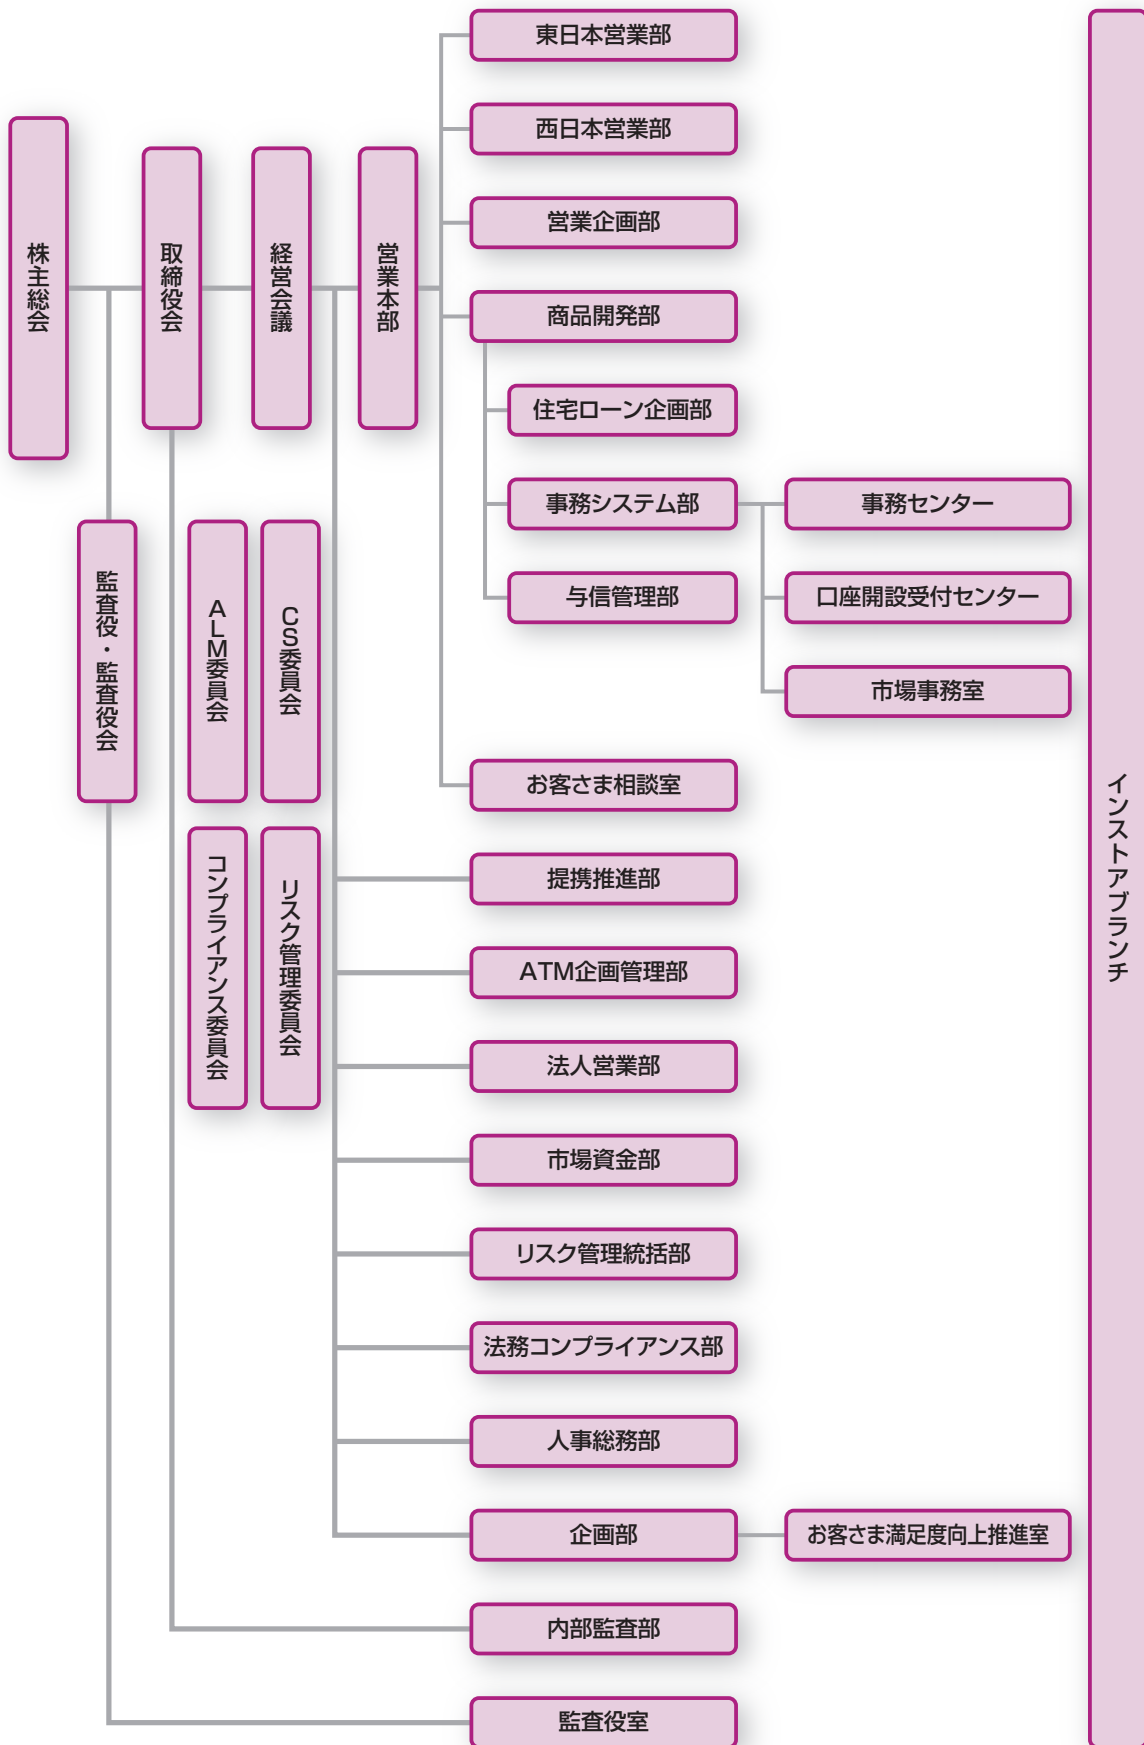 株主総会
取締役会
経営会議
営業本部
監査役・監査役会
ALM委員会
CS委員会
コンプライアンス委員会
リスク管理委員会
東日本営業部
西日本営業部
営業企画部
商品開発部
住宅ローン企画部
事務システム部
事務センター
与信管理部
口座開設受付センター
市場事務室
お客さま相談室
提携推進部
ATM企画管理部
法人営業部
市場資金部
リスク管理統括部
法務コンプライアンス部
人事総務部
企画部
お客さま満足度向上推進室
内部監査部
監査役室
インストアブランチ